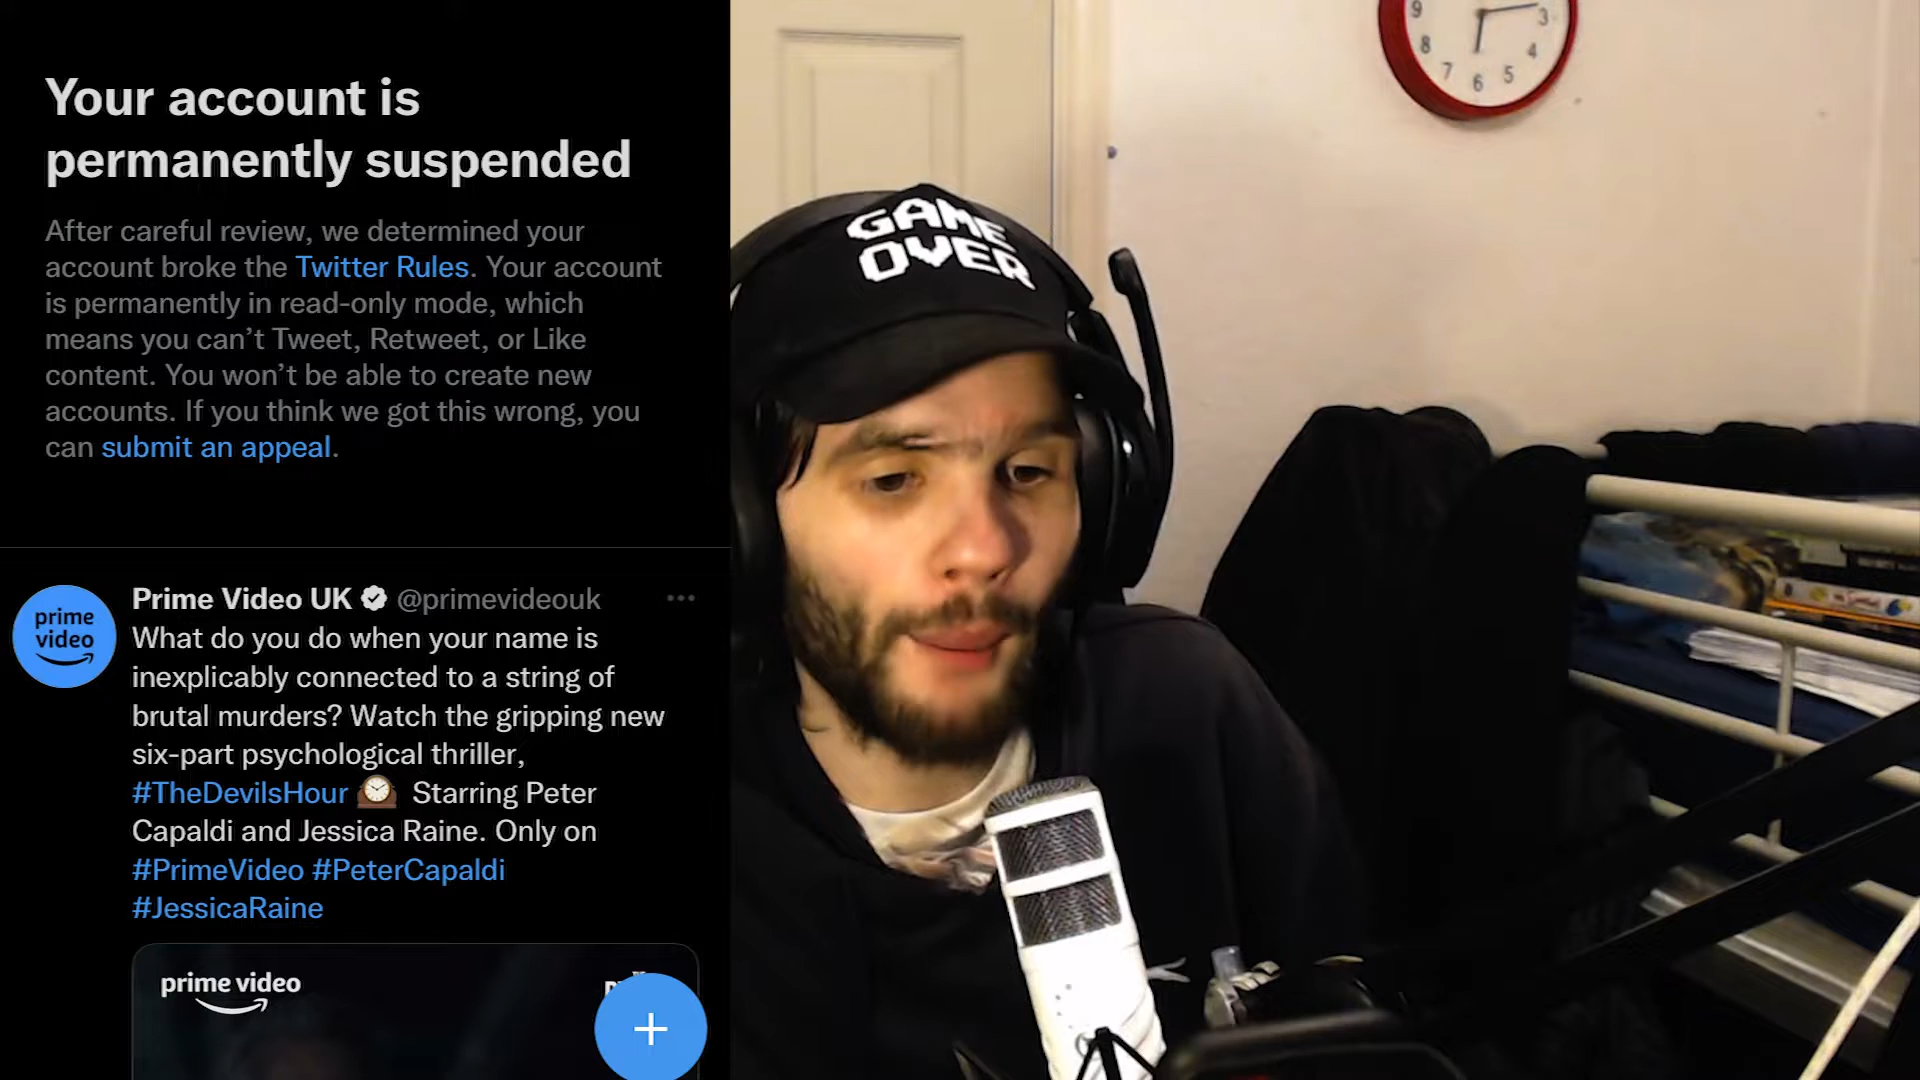 Your account is
permanently suspended
After careful review, we determined your
account broke the Twitter Rules. Your account
is permanently in read-only mode, which
means you can’t Tweet, Retweet, or Like
content. You won’t be able to create new
accounts. If you think we got this wrong, you
can submit an appeal.
prime
video
Prime Video UK @primevideouk
What do you do when your name is
inexplicably connected to a string of
brutal murders? Watch the gripping new
six-part psychological thriller,
#TheDevilsHour 🕰️ Starring Peter
Capaldi and Jessica Raine. Only on
#PrimeVideo #PeterCapaldi
#JessicaRaine
prime video
GAME
OVER
9
3
8
4
7
5
6